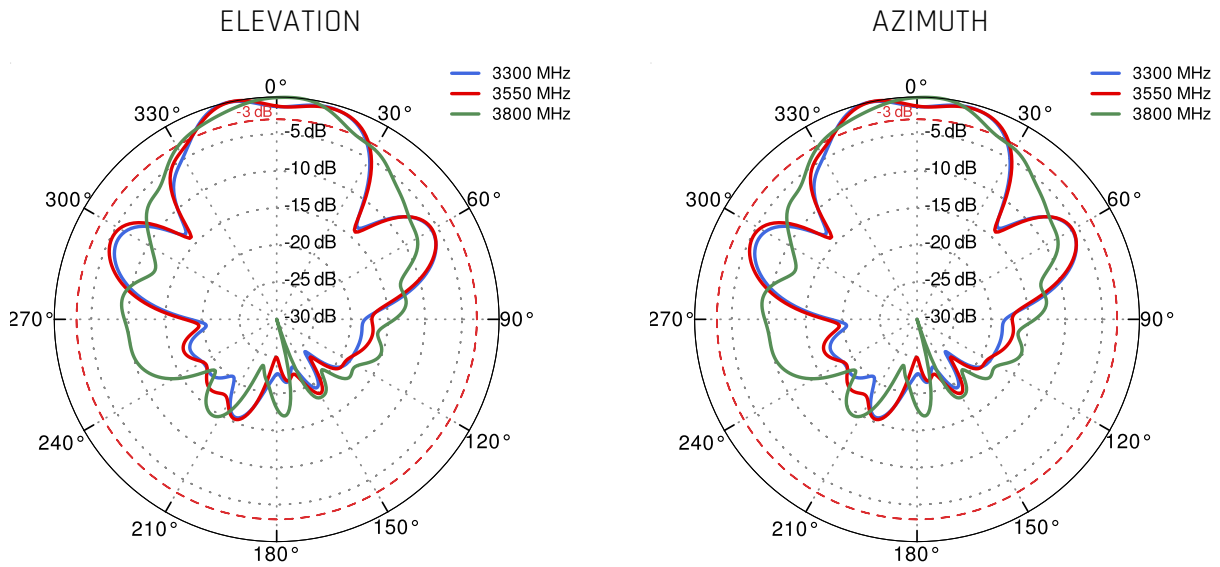 ELEVATION
3300 MHz
3550 MHz
3800 MHz
0°
330°
-3 dB
30°
-5 dB
-10 dB
300°
60°
-15 dB
-20 dB
-25 dB
270°
-30 dB
90°
240°
120°
210°
150°
180°
AZIMUTH
3300 MHz
3550 MHz
3800 MHz
0°
330°
-3 dB
30°
-5 dB
-10 dB
300°
60°
-15 dB
-20 dB
-25 dB
270°
-30 dB
90°
240°
120°
210°
150°
180°